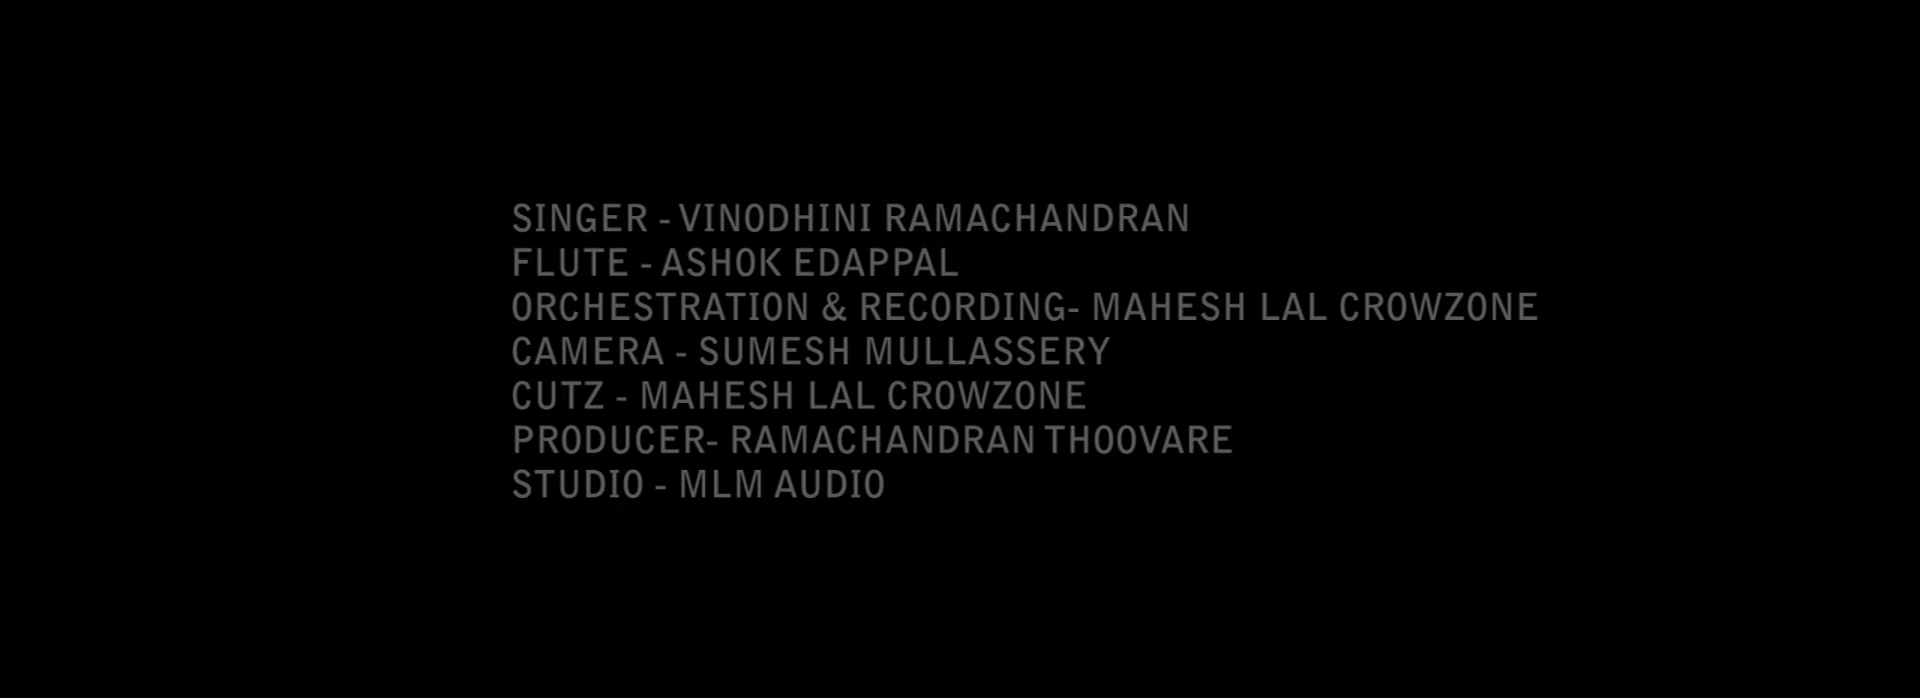 SINGER - VINODHINI RAMACHANDRAN
FLUTE - ASHOK EDAPPAL
ORCHESTRATION & RECORDING- MAHESH LAL CROWZONE
CAMERA - SUMESH MULLASSERY
CUTZ - MAHESH LAL CROWZONE
PRODUCER- RAMACHANDRAN THOOVARE
STUDIO - MLM AUDIO